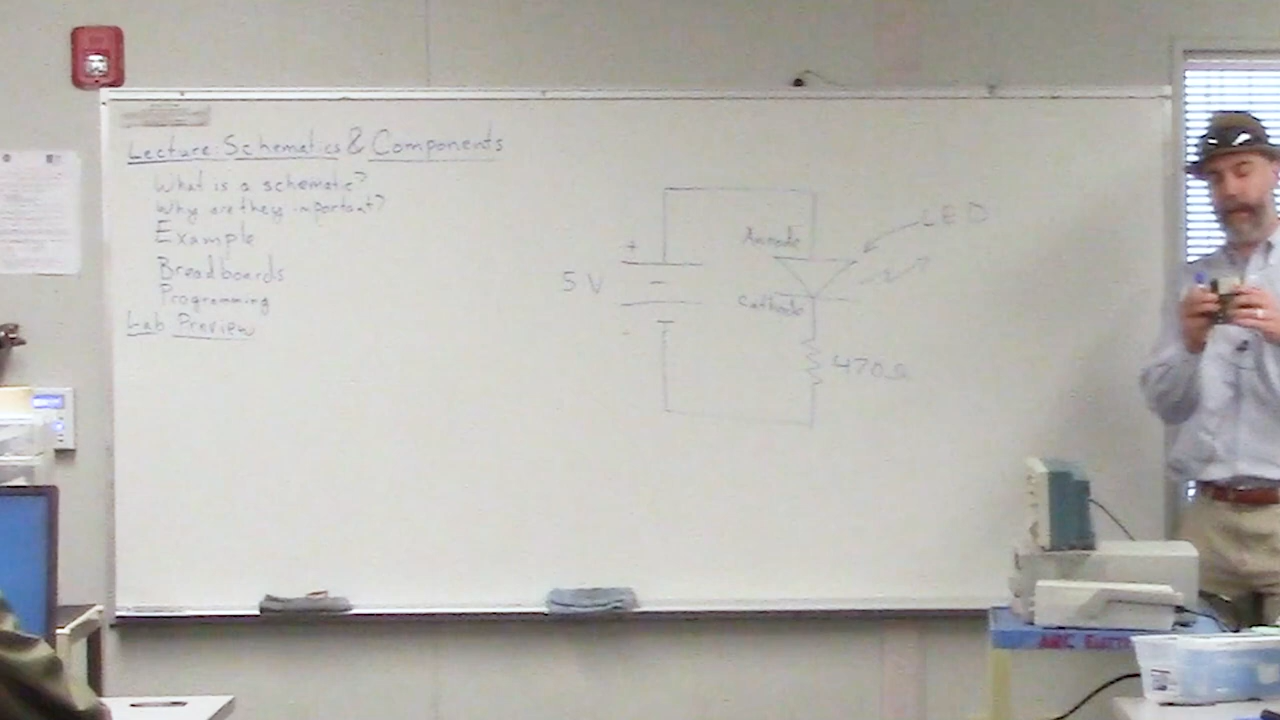 Lecture: Schematics & Components
What is a schematic?
Why are they important?
Example
Breadboards
Programming
Lab Preview
LED
Anode
+
5 V
Cathode
-
470Ω